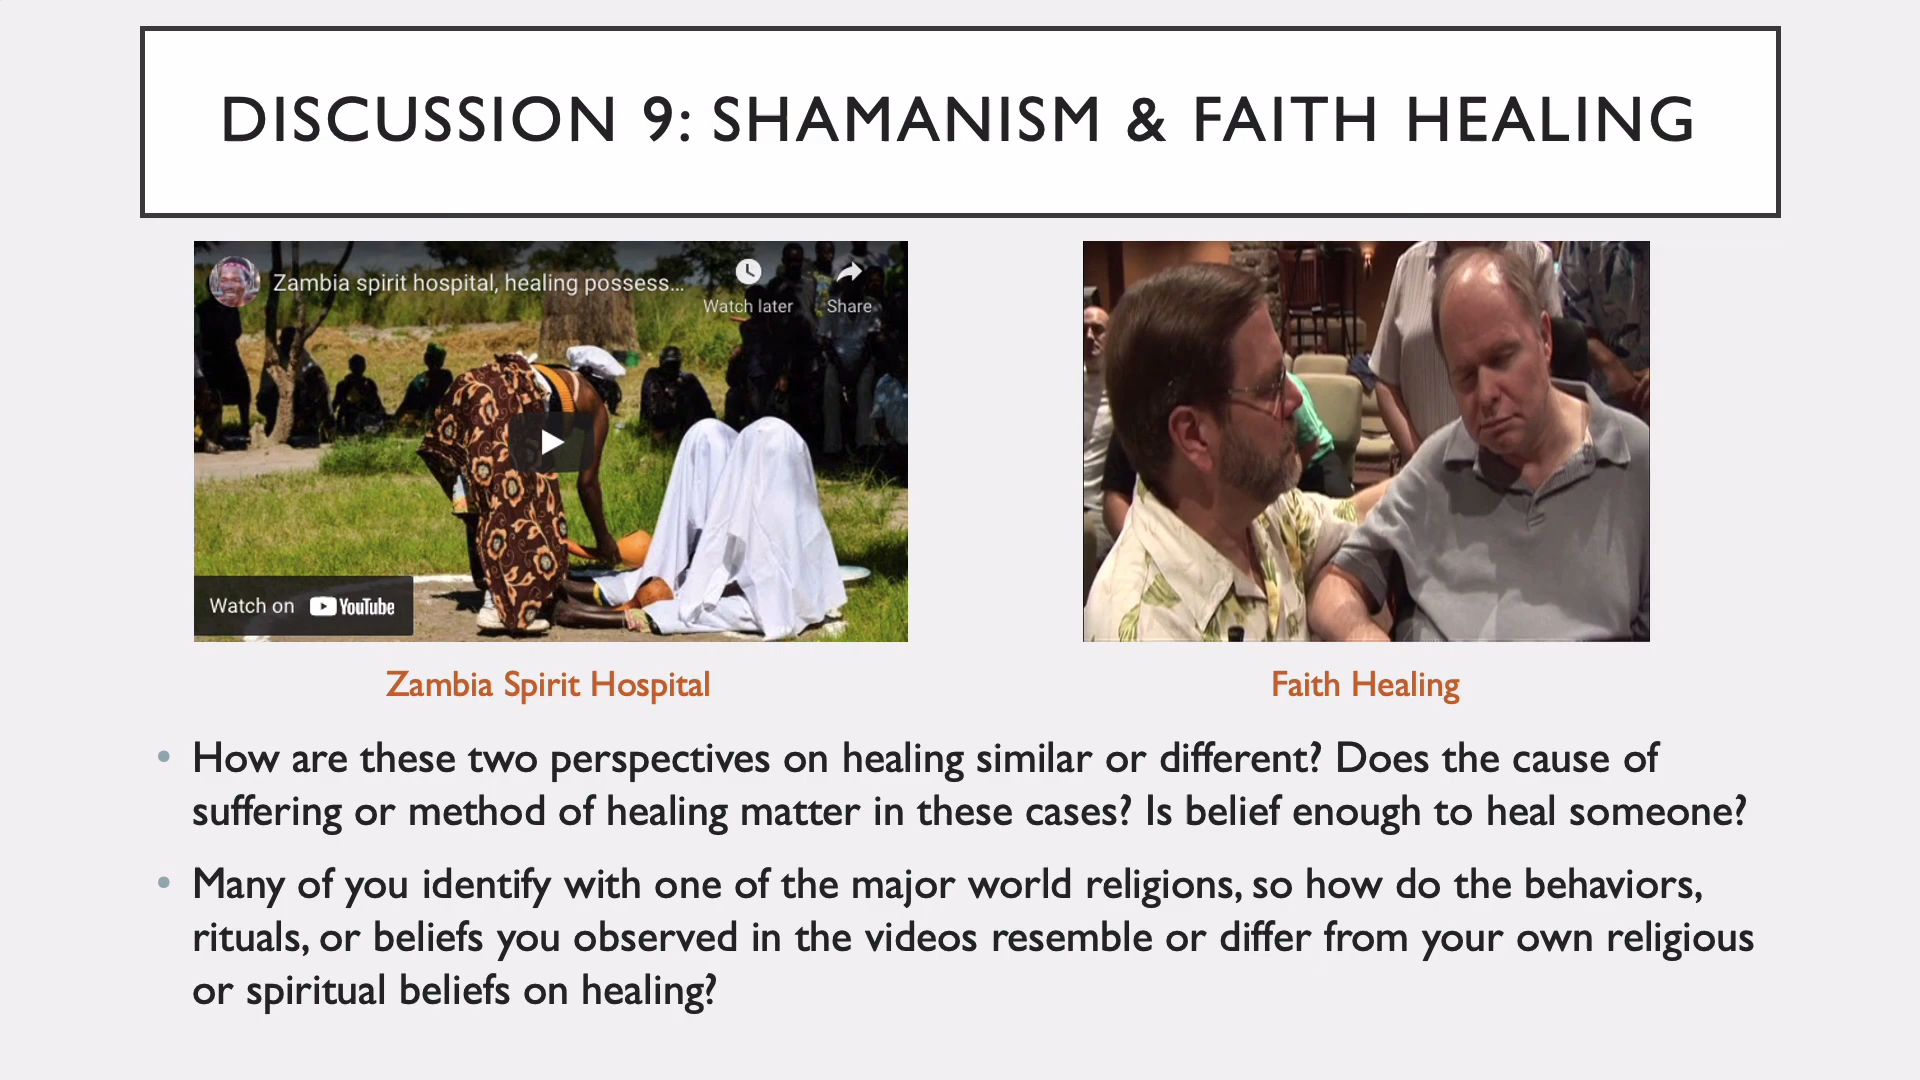 DISCUSSION 9: SHAMANISM & FAITH HEALING
Zambia spirit hospital, healing possess...
Watch later
Share
Watch on YouTube
Zambia Spirit Hospital
Faith Healing
• How are these two perspectives on healing similar or different? Does the cause of
suffering or method of healing matter in these cases? Is belief enough to heal someone?
• Many of you identify with one of the major world religions, so how do the behaviors,
rituals, or beliefs you observed in the videos resemble or differ from your own religious
or spiritual beliefs on healing?